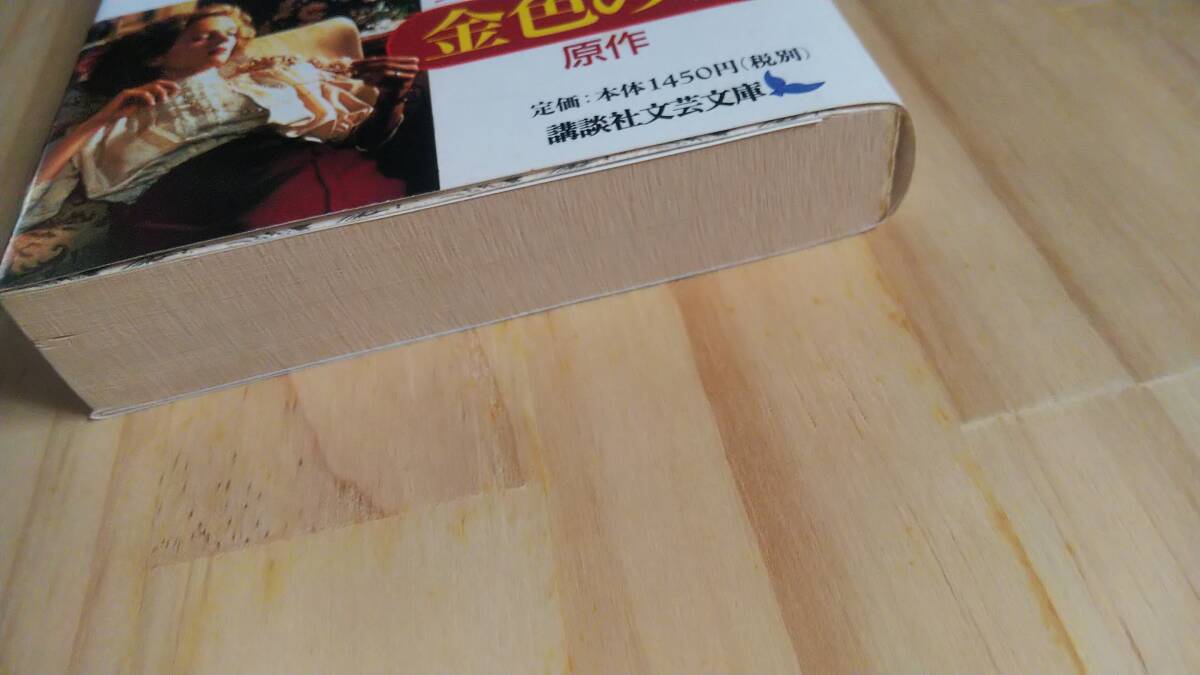 金色の
原作
定価:本体1450円(税別)
講談社文芸文庫